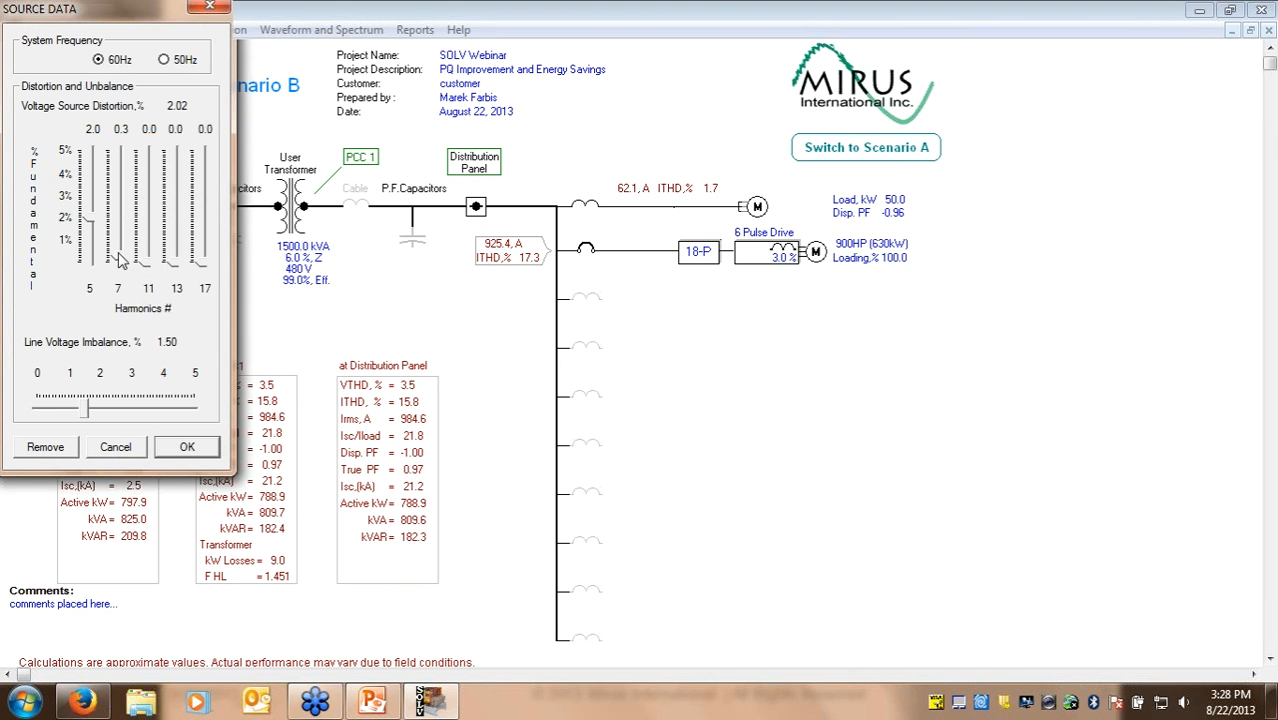 SOURCE DATA
System Frequency
60Hz
50Hz
Distortion and Unbalance
Voltage Source Distortion,% 2.02
2.0 0.3 0.0 0.0 0.0
% Fundamental
5%
4%
3%
2%
1%
5 7 11 13 17
Harmonics #
Line Voltage Imbalance, % 1.50
0 1 2 3 4 5
Remove Cancel OK
Waveform and Spectrum Reports Help
nario B
Project Name: SOLV Webinar
Project Description: PQ Improvement and Energy Savings
Customer: customer
Prepared by : Marek Farbis
Date: August 22, 2013
MIRUS
International Inc.
Switch to Scenario A
User
Transformer
PCC 1
Distribution
Panel
citors
Cable
P.F.Capacitors
1500.0 kVA
6.0 %, Z
480 V
99.0%, Eff.
62.1, A ITHD, % 1.7
M
Load, kW 50.0
Disp. PF -0.96
925.4, A
ITHD,% 17.3
18-P
6 Pulse Drive
3.0 %
M
900HP (630kW)
Loading,% 100.0
Isc,(kA) = 2.5
Active kW = 797.9
kVA = 825.0
kVAR = 209.8
1
= 3.5
= 15.8
= 984.6
= 21.8
= -1.00
= 0.97
Isc,(kA) = 21.2
Active kW = 788.9
kVA = 809.7
kVAR = 182.4
Transformer
kW Losses = 9.0
F HL = 1.451
at Distribution Panel
VTHD, % = 3.5
ITHD, % = 15.8
Irms, A = 984.6
Isc/Iload = 21.8
Disp. PF = -1.00
True PF = 0.97
Isc,(kA) = 21.2
Active kW = 788.9
kVA = 809.6
kVAR = 182.3
Comments:
comments placed here...
Calculations are approximate values. Actual performance may vary due to field conditions.
3:28 PM
8/22/2013